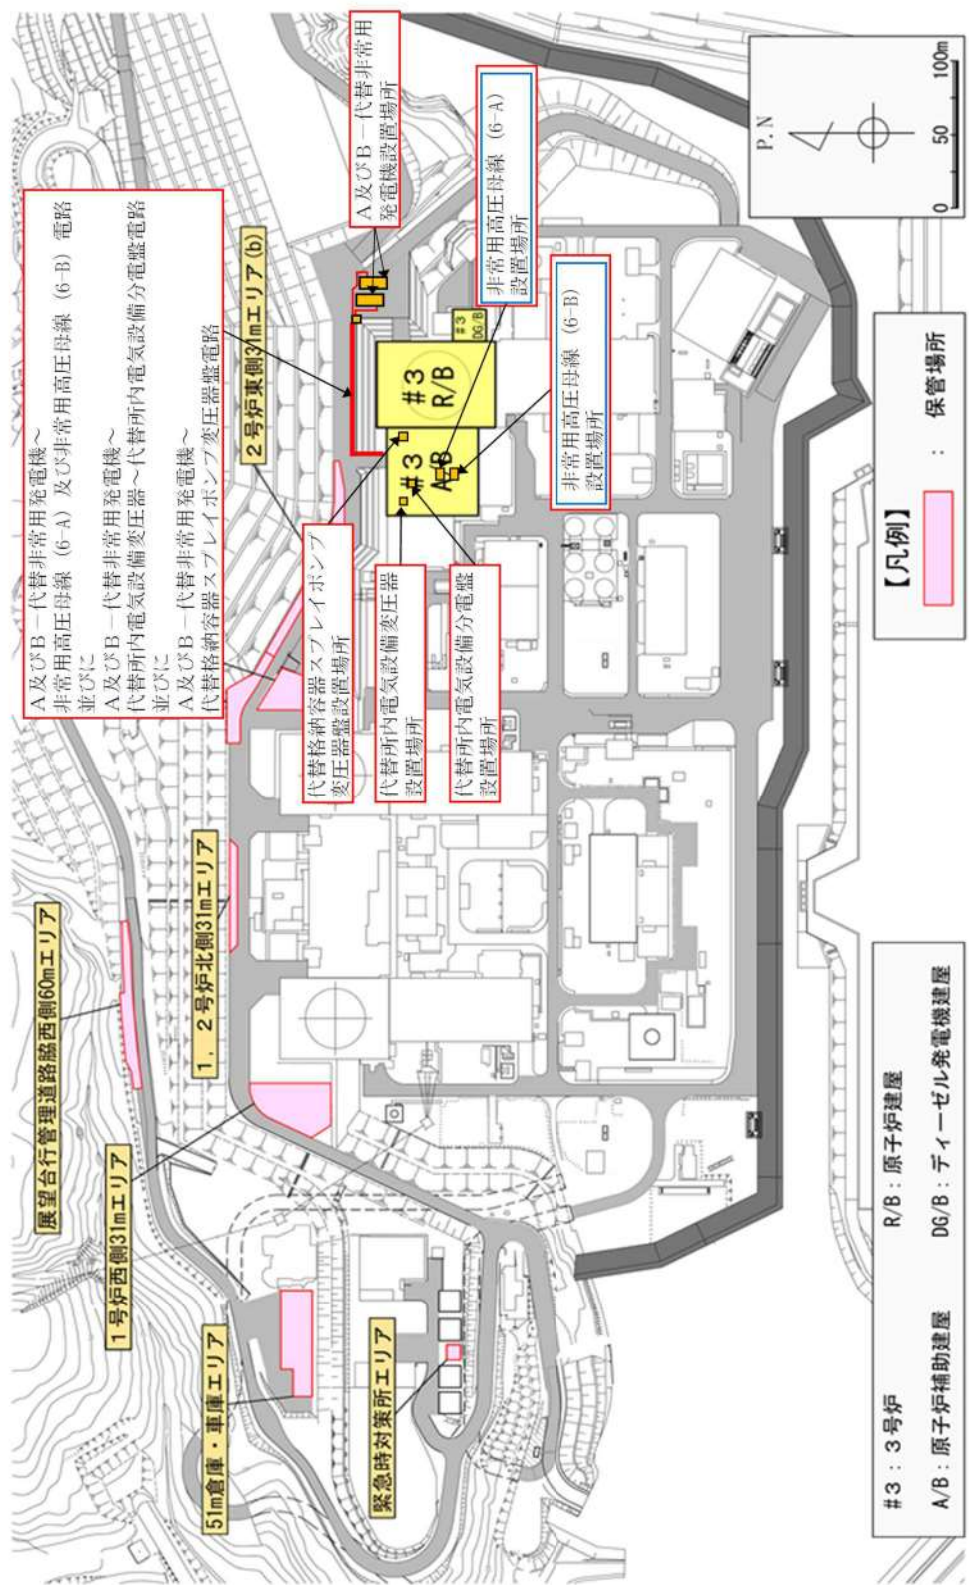 A及びB-代替非常用発電機～
非常用高圧母線(6-A)及び非常用高圧母線(6-B)電路
並びに
A及びB-代替非常用発電機～
代替所内電気設備変圧器～代替所内電気設備分電盤電路
並びに
A及びB-代替非常用発電機～
代替格納容器スプレイポンプ変圧器盤電路
A及びB-代替非常用
発電機設置場所
2号炉東側31mエリア(b)
非常用高圧母線(6-A)
設置場所
非常用高圧母線(6-B)
設置場所
#3
R/B
#3
A/B
#3
DG/B
代替格納容器スプレイポンプ
変圧器盤設置場所
代替所内電気設備変圧器
設置場所
代替所内電気設備分電盤
設置場所
展望台行管理道路脇西側60mエリア
1,2号炉北側31mエリア
1号炉西側31mエリア
51m倉庫・車庫エリア
緊急時対策所エリア
P.N
0 50 100m
【凡例】
:保管場所
#3:3号炉 R/B:原子炉建屋
A/B:原子炉補助建屋 DG/B:ディーゼル発電機建屋